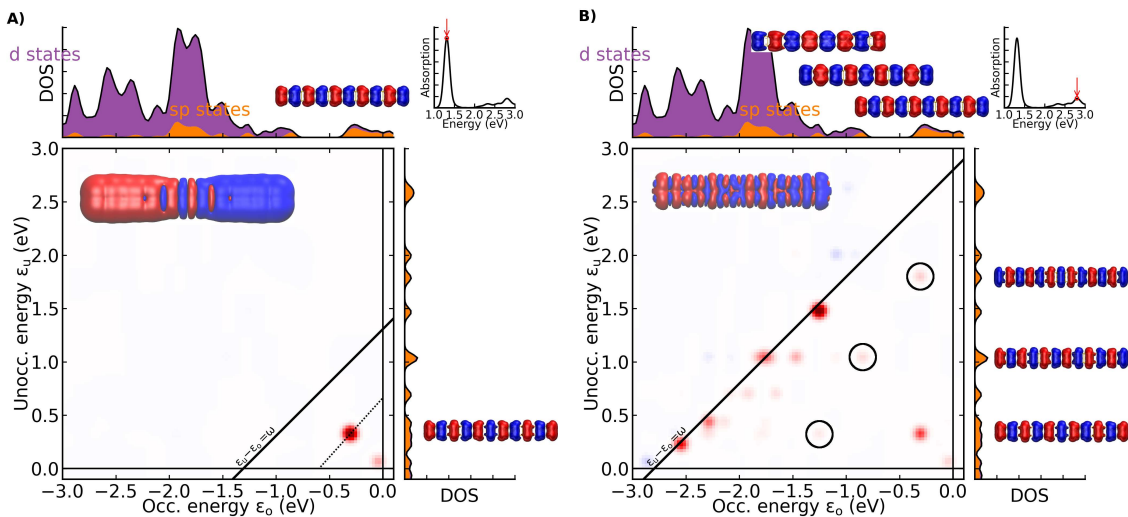 A)
d states
DOS
sp states
Absorption
1.0 1.5 2.0 2.5 3.0
Energy (eV)
3.0
2.5
2.0
1.5
1.0
0.5
0.0
Unocc. energy εu (eV)
εu−εo=ω
−3.0 −2.5 −2.0 −1.5 −1.0 −0.5 0.0
Occ. energy εo (eV)
DOS
B)
d states
DOS
sp states
Absorption
1.0 1.5 2.0 2.5 3.0
Energy (eV)
3.0
2.5
2.0
1.5
1.0
0.5
0.0
Unocc. energy εu (eV)
εu−εo=ω
−3.0 −2.5 −2.0 −1.5 −1.0 −0.5 0.0
Occ. energy εo (eV)
DOS